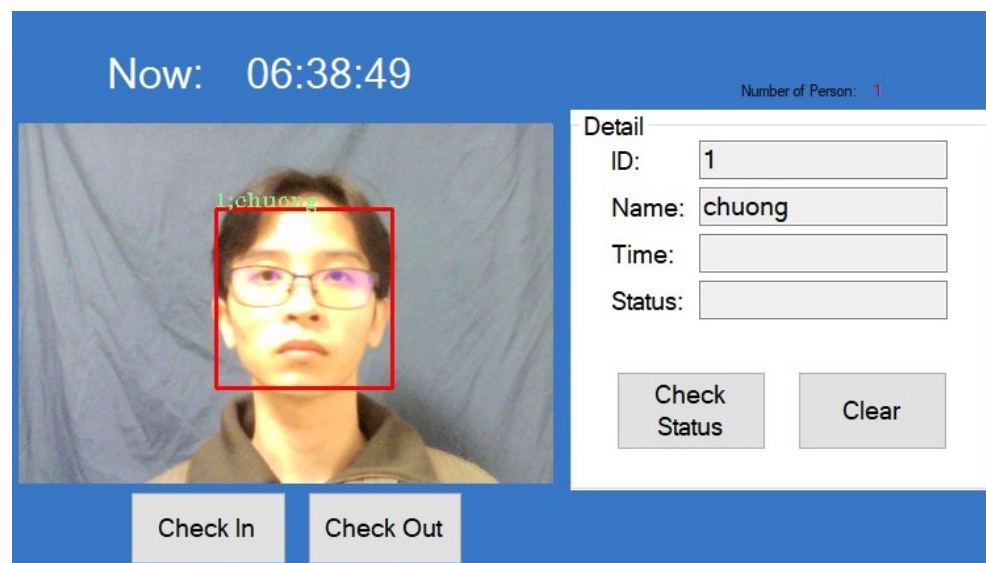 Now: 06:38:49
Number of Person: 1
1;chuong
Detail
ID: 1
Name: chuong
Time:
Status:
Check
Status
Clear
Check In
Check Out